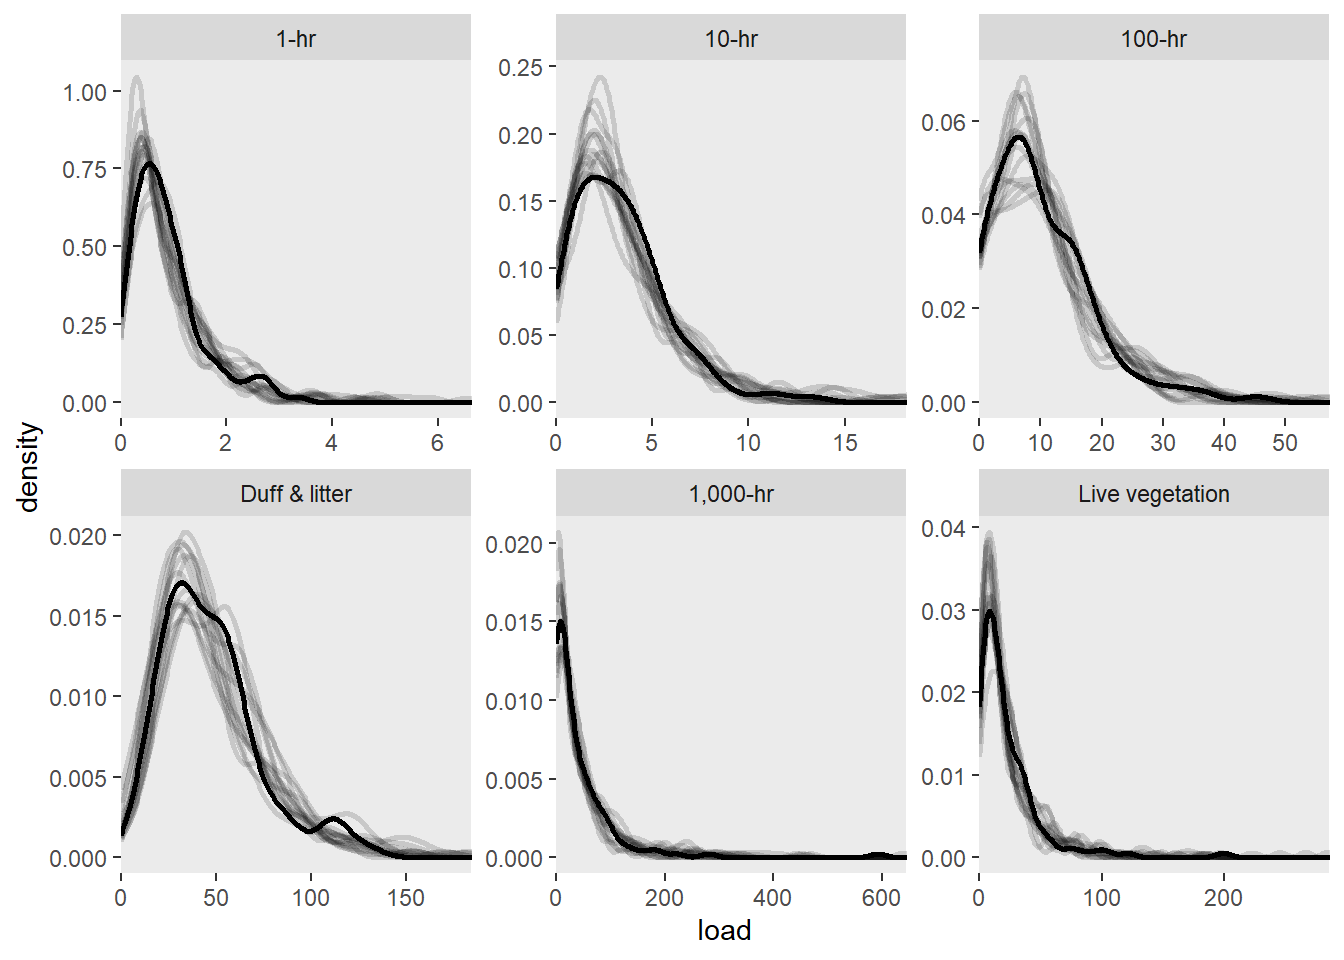 1-hr
10-hr
100-hr
1.00
0.75
0.50
0.25
0.00
0 2 4 6
0.25
0.20
0.15
0.10
0.05
0.00
0 5 10 15
0.06
0.04
0.02
0.00
0 10 20 30 40 50
density
Duff & litter
1,000-hr
Live vegetation
0.020
0.015
0.010
0.005
0.000
0 50 100 150
0.020
0.015
0.010
0.005
0.000
0 200 400 600
0.04
0.03
0.02
0.01
0.00
0 100 200
load